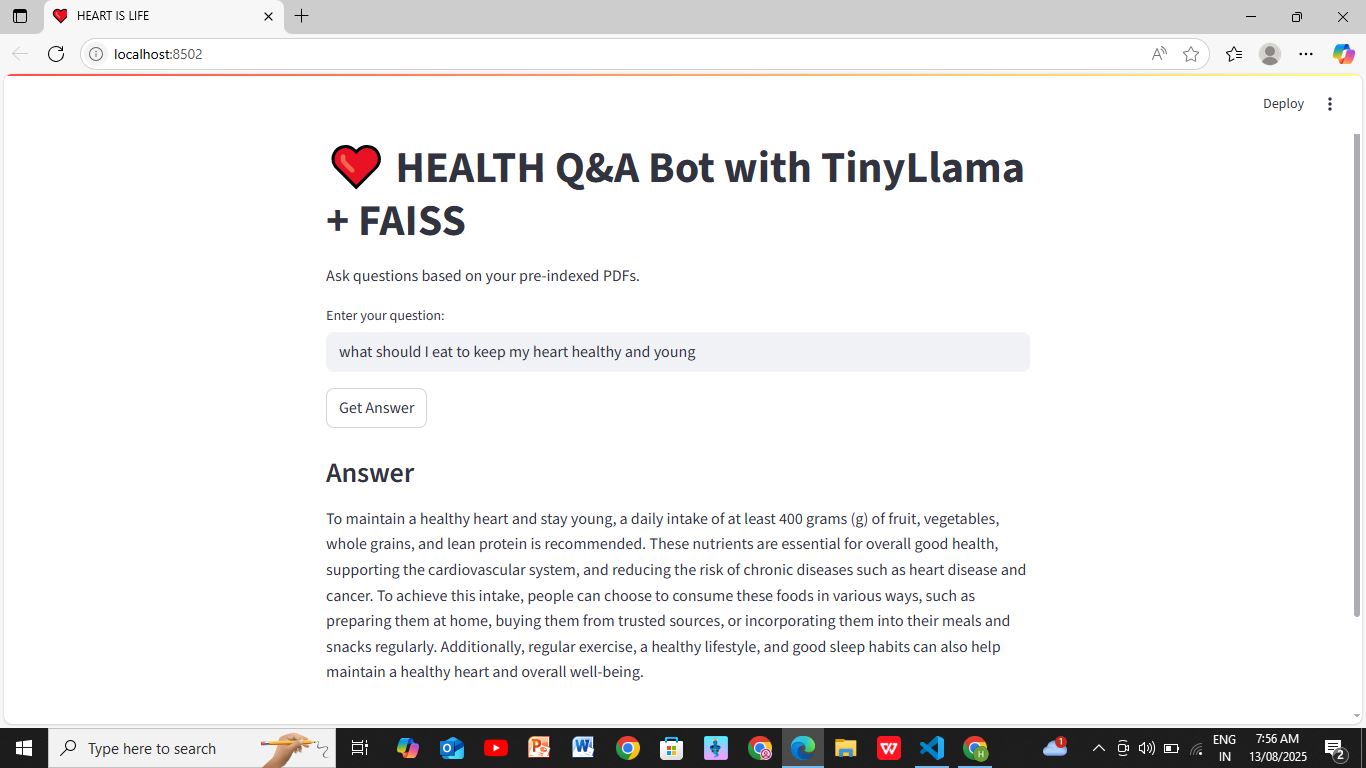 HEART IS LIFE
localhost:8502
Deploy
HEALTH Q&A Bot with TinyLlama
+ FAISS
Ask questions based on your pre-indexed PDFs.
Enter your question:
what should I eat to keep my heart healthy and young
Get Answer
Answer
To maintain a healthy heart and stay young, a daily intake of at least 400 grams (g) of fruit, vegetables,
whole grains, and lean protein is recommended. These nutrients are essential for overall good health,
supporting the cardiovascular system, and reducing the risk of chronic diseases such as heart disease and
cancer. To achieve this intake, people can choose to consume these foods in various ways, such as
preparing them at home, buying them from trusted sources, or incorporating them into their meals and
snacks regularly. Additionally, regular exercise, a healthy lifestyle, and good sleep habits can also help
maintain a healthy heart and overall well-being.
Type here to search
1
ENG
IN
7:56 AM
13/08/2025
2